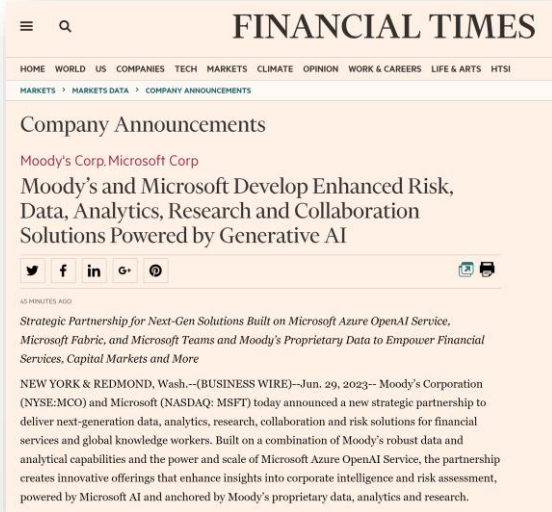 FINANCIAL TIMES
HOME WORLD US COMPANIES TECH MARKETS CLIMATE OPINION WORK & CAREERS LIFE & ARTS HTSI
MARKETS > MARKETS DATA > COMPANY ANNOUNCEMENTS
Company Announcements
Moody's Corp, Microsoft Corp
Moody's and Microsoft Develop Enhanced Risk,
Data, Analytics, Research and Collaboration
Solutions Powered by Generative AI
f in G+
45 MINUTES AGO
Strategic Partnership for Next-Gen Solutions Built on Microsoft Azure OpenAI Service,
Microsoft Fabric, and Microsoft Teams and Moody's Proprietary Data to Empower Financial
Services, Capital Markets and More
NEW YORK & REDMOND, Wash.--(BUSINESS WIRE)--Jun. 29, 2023-- Moody's Corporation
(NYSE:MCO) and Microsoft (NASDAQ: MSFT) today announced a new strategic partnership to
deliver next-generation data, analytics, research, collaboration and risk solutions for financial
services and global knowledge workers. Built on a combination of Moody's robust data and
analytical capabilities and the power and scale of Microsoft Azure OpenAI Service, the partnership
creates innovative offerings that enhance insights into corporate intelligence and risk assessment,
powered by Microsoft AI and anchored by Moody's proprietary data, analytics and research.